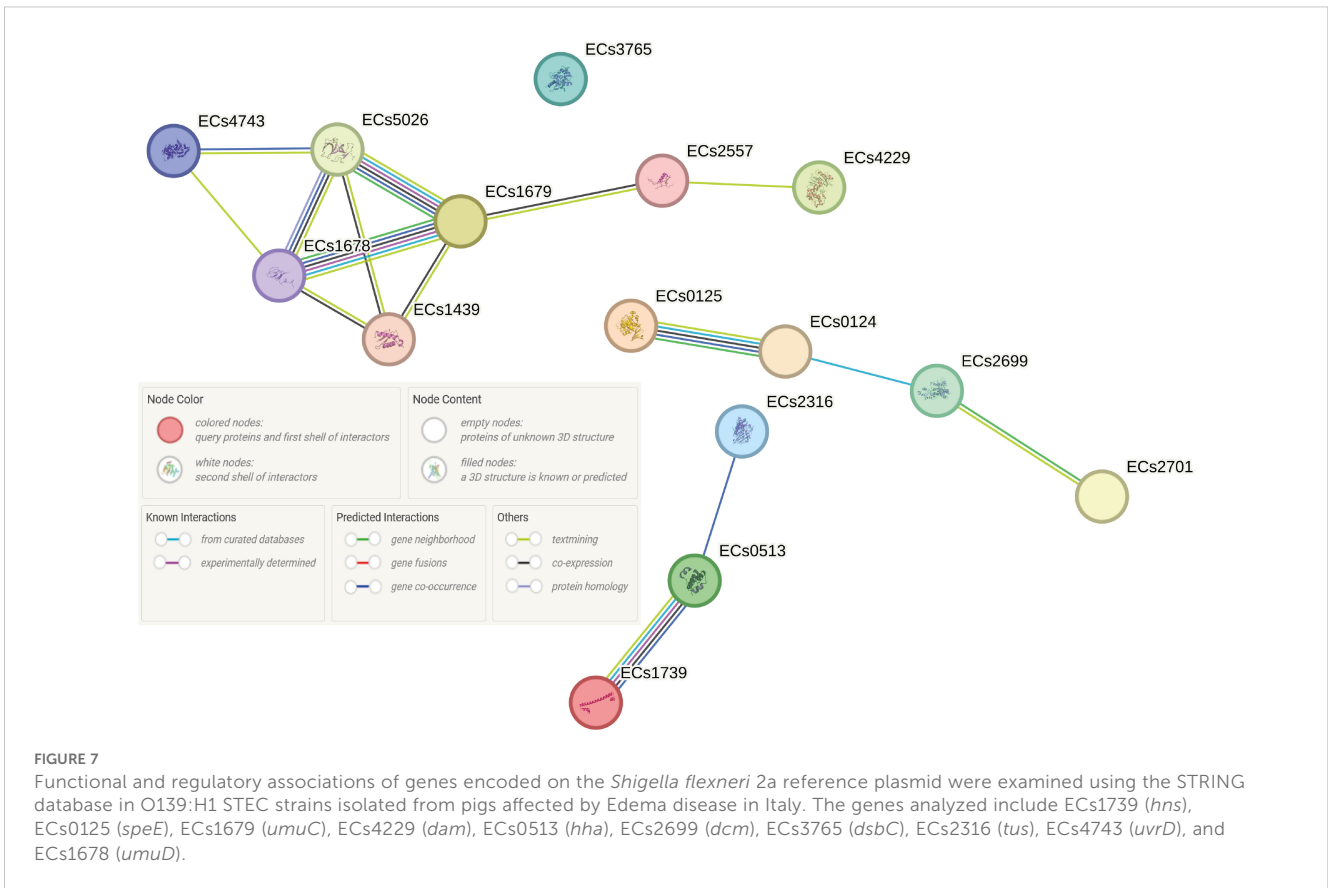 ECs3765
ECs4743
ECs5026
ECs2557
ECs4229
ECs1679
ECs1678
ECs1439
ECs0125
ECs0124
ECs2699
ECs2316
ECs2701
ECs0513
ECs1739
Node Color
colored nodes:
query proteins and first shell of interactors
white nodes:
second shell of interactors
Node Content
empty nodes:
proteins of unknown 3D structure
filled nodes:
a 3D structure is known or predicted
Known Interactions
from curated databases
experimentally determined
Predicted Interactions
gene neighborhood
gene fusions
gene co-occurrence
Others
textmining
co-expression
protein homology
FIGURE 7
Functional and regulatory associations of genes encoded on the Shigella flexneri 2a reference plasmid were examined using the STRING
database in O139:H1 STEC strains isolated from pigs affected by Edema disease in Italy. The genes analyzed include ECs1739 (hns),
ECs0125 (speE), ECs1679 (umuC), ECs4229 (dam), ECs0513 (hha), ECs2699 (dcm), ECs3765 (dsbC), ECs2316 (tus), ECs4743 (uvrD), and
ECs1678 (umuD).